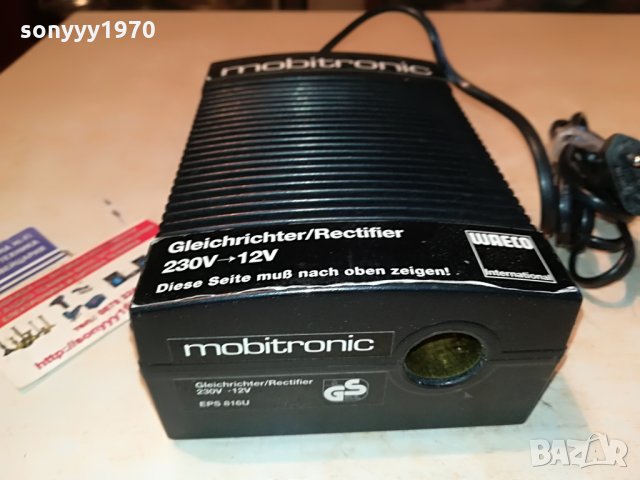 sonyyy1970
mobitronic
Gleichrichter/Rectifier
230V→12V
Diese Seite muß nach oben zeigen!
WAECO
International
mobitronic
Gleichrichter/Rectifier
230V -12V
EPS 816U
GS
BAZAR